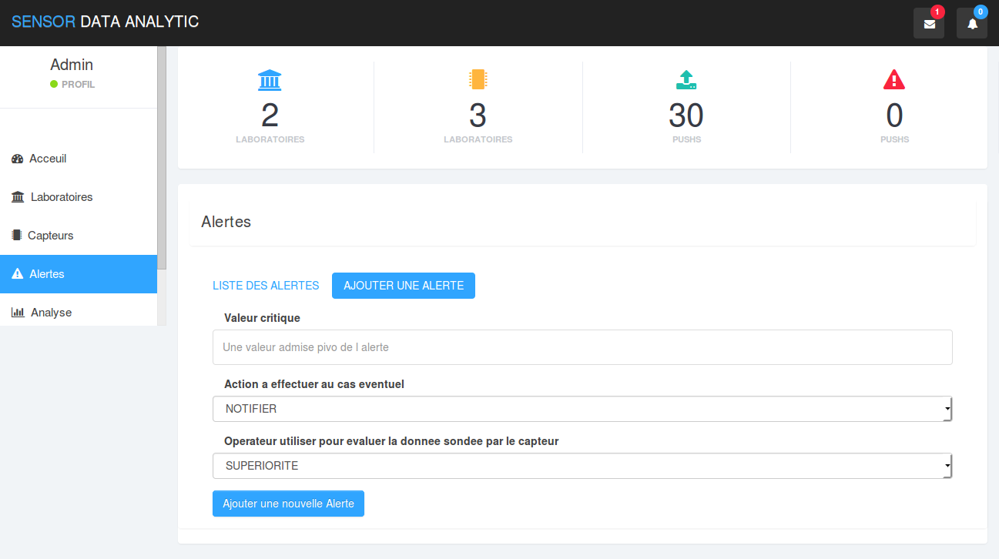 SENSOR DATA ANALYTIC
1
0
Admin
PROFIL
Acceuil
Laboratoires
Capteurs
Alertes
Analyse
2
LABORATOIRES
3
LABORATOIRES
30
PUSHS
0
PUSHS
Alertes
LISTE DES ALERTES
AJOUTER UNE ALERTE
Valeur critique
Une valeur admise pivo de l alerte
Action a effectuer au cas eventuel
NOTIFIER
Operateur utiliser pour evaluer la donnee sondee par le capteur
SUPERIORITE
Ajouter une nouvelle Alerte